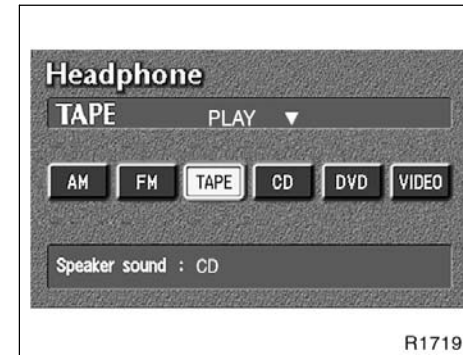 Headphone
TAPE PLAY ▼
AM FM TAPE CD DVD VIDEO
Speaker sound : CD
R1719